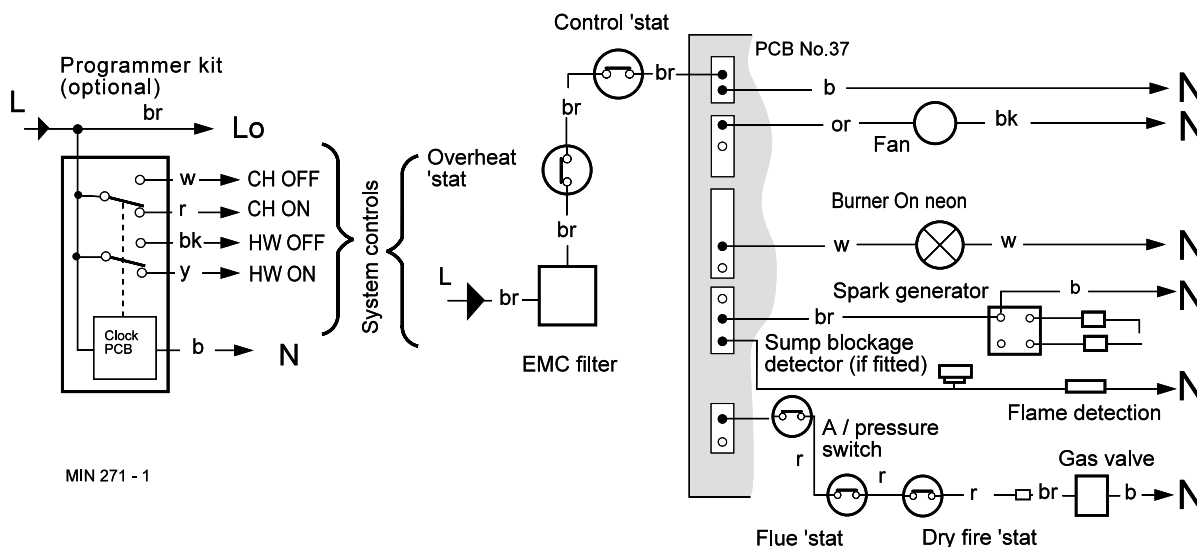 Control 'stat
PCB No.37
Programmer kit
(optional)
L
br
Lo
w
CH OFF
r
CH ON
bk
HW OFF
y
HW ON
Clock
PCB
b
N
System controls
Overheat
'stat
br
br
br
L
br
EMC filter
b
N
or
Fan
bk
N
Burner On neon
w
w
N
Spark generator
b
N
br
Sump blockage
detector (if fitted)
N
Flame detection
A / pressure
switch
r
r
r
br
Gas valve
b
N
Flue 'stat
Dry fire 'stat
MIN 271 - 1